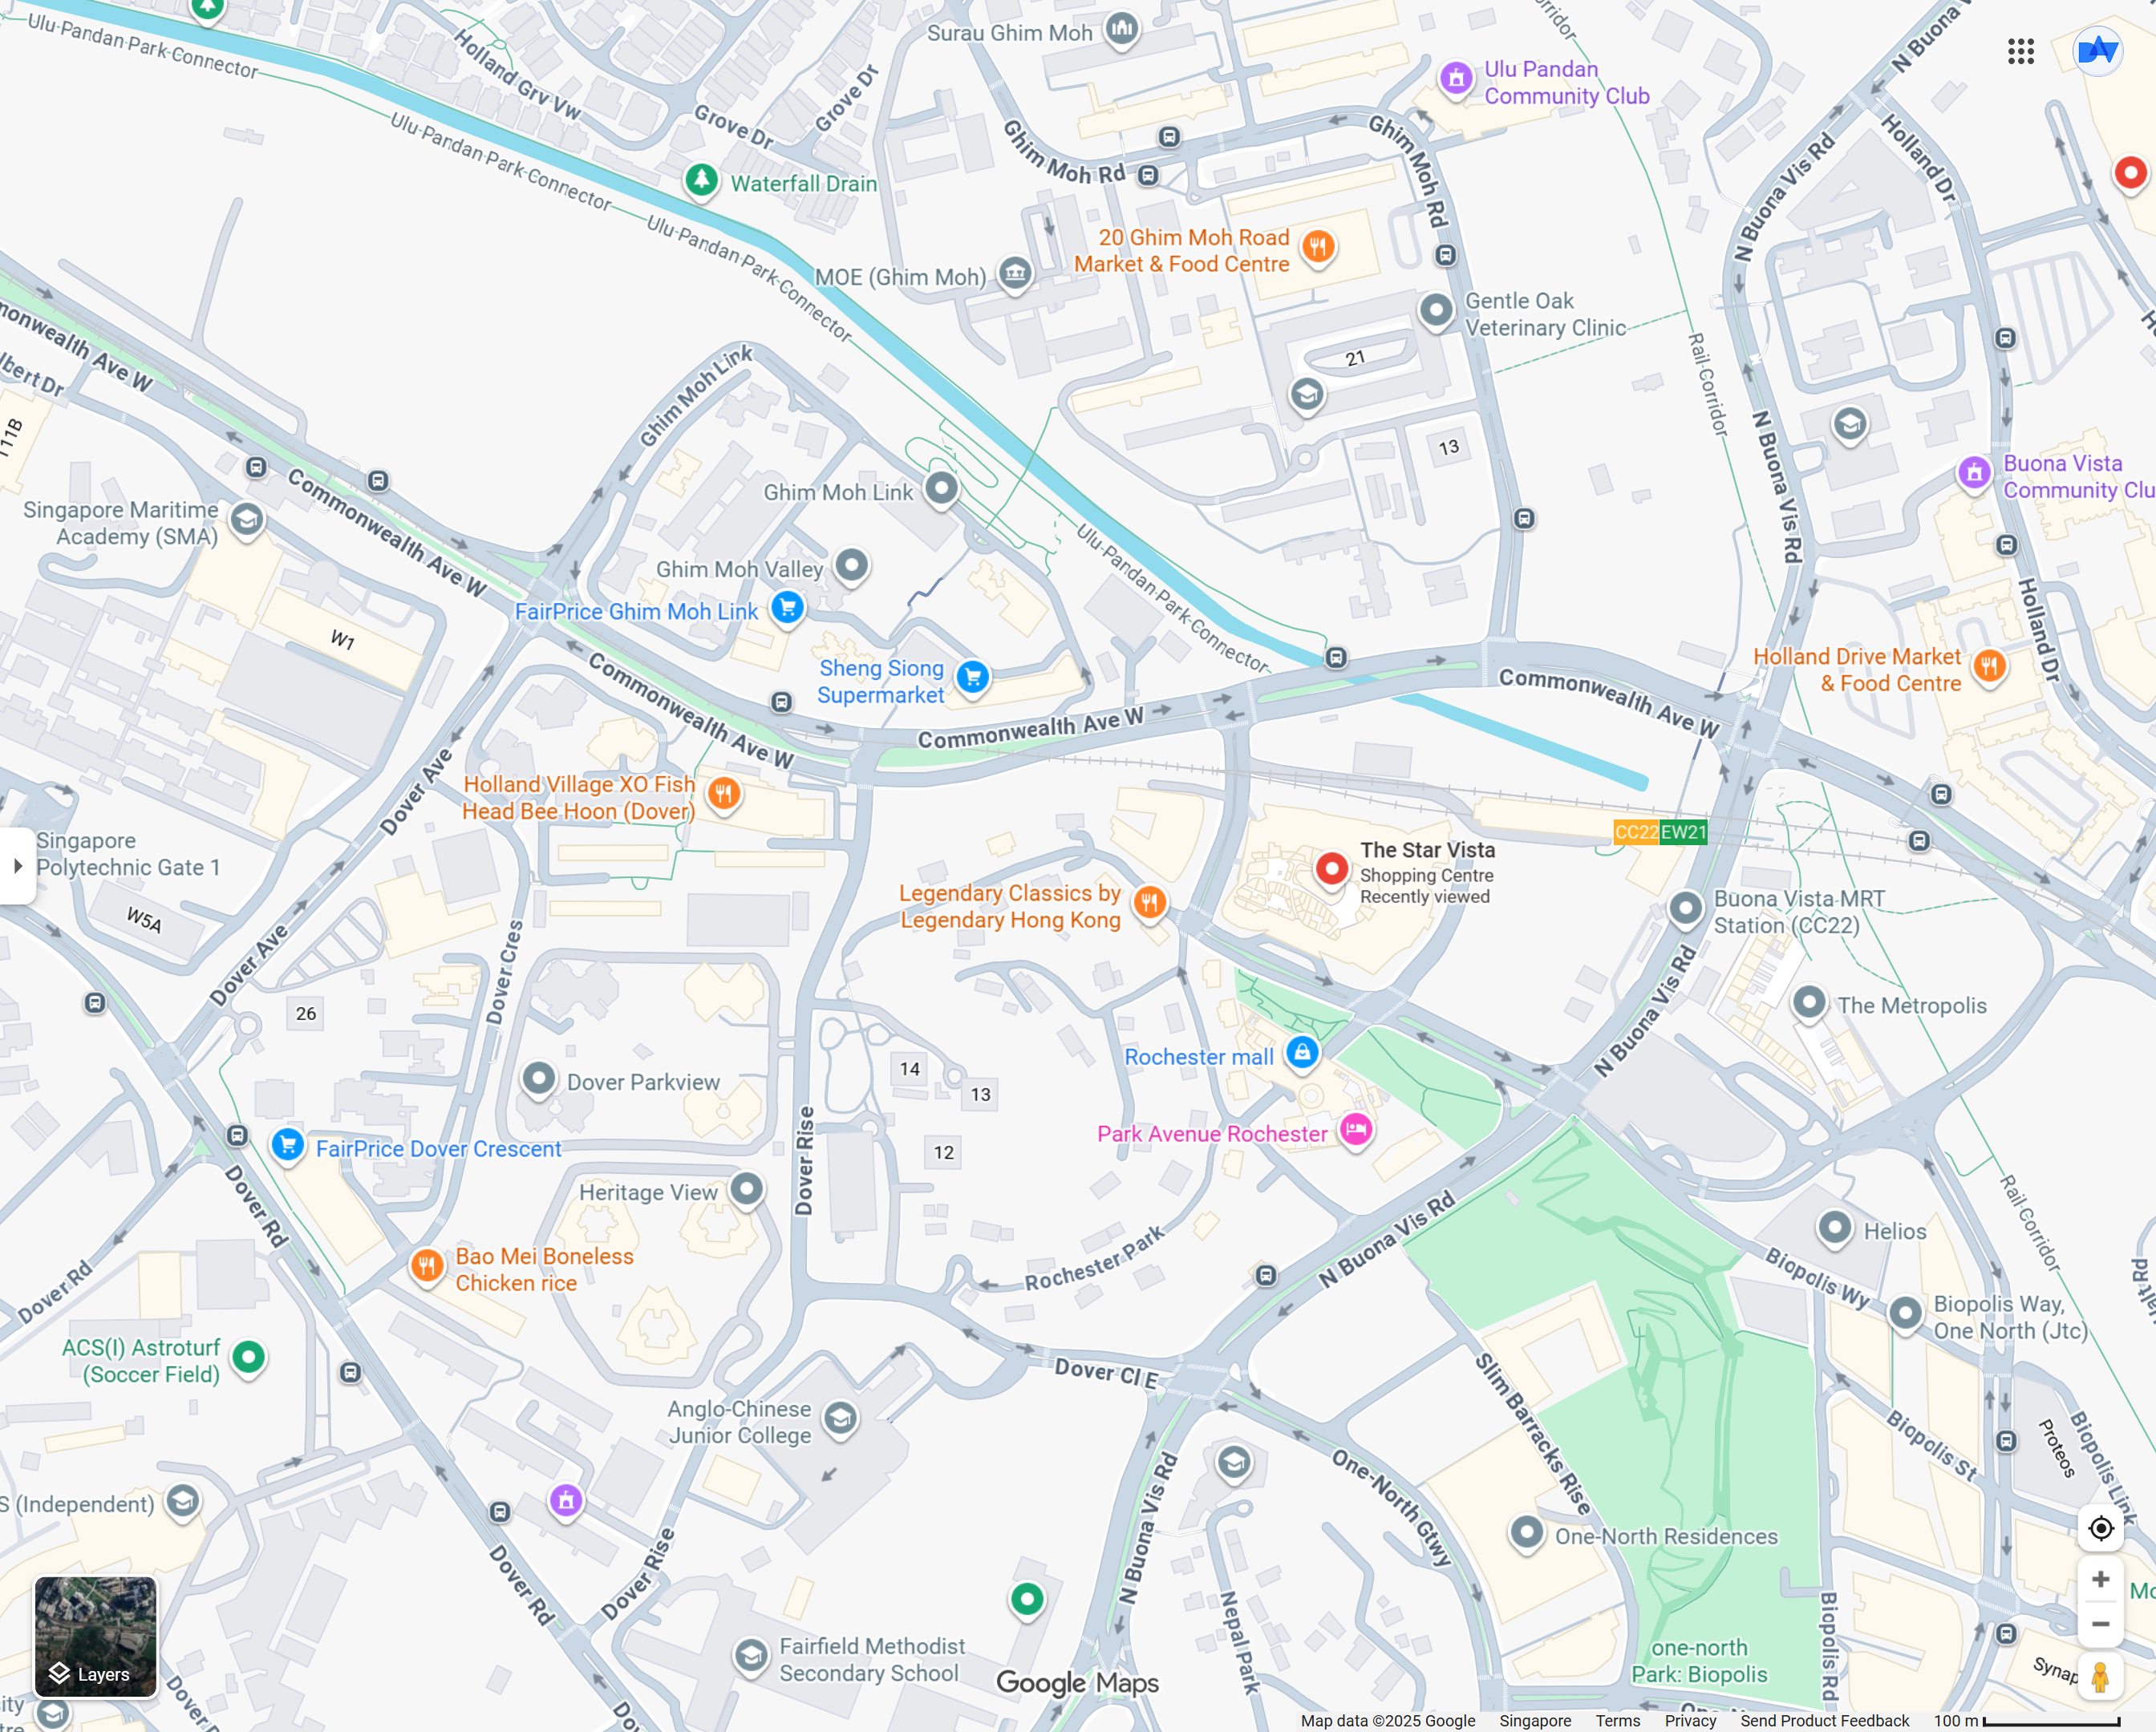 Ulu Pandan Park Connector
Holland Grv Vw
Grove Dr
Grove Dr
Surau Ghim Moh
Ulu Pandan
Community Club
N Buona V
Ulu-Pandan-Park-Connector
Waterfall Drain
Ulu-Pandan-Park-Connector
Ghim Moh Rd
Ghim Moh Rd
N Buona Vis Rd
Holland Dr
20 Ghim Moh Road
Market & Food Centre
MOE (Ghim Moh)
Gentle Oak
Veterinary Clinic
21
13
Rail Corridor
monwealth Ave W
lbert Dr
T11B
Ghim Moh Link
Ghim Moh Link
N Buona Vis Rd
Buona Vista
Community Clu
Singapore Maritime
Academy (SMA)
Commonwealth Ave W
Ghim Moh Valley
FairPrice Ghim Moh Link
Ulu-Pandan-Park-Connector
Holland Dr
W1
Sheng Siong
Supermarket
Commonwealth Ave W
Commonwealth Ave W
Commonwealth Ave W
Holland Drive Market
& Food Centre
Dover Ave
Holland Village XO Fish
Head Bee Hoon (Dover)
Singapore
Polytechnic Gate 1
CC22 EW21
The Star Vista
Shopping Centre
Recently viewed
Legendary Classics by
Legendary Hong Kong
Buona Vista MRT
Station (CC22)
W5A
Dover Ave
Dover Cres
N Buona Vis Rd
26
The Metropolis
Rochester mall
14
13
Dover Parkview
Park Avenue Rochester
12
FairPrice Dover Crescent
Dover Rise
Heritage View
Dover Rd
Dover Rd
Bao Mei Boneless
Chicken rice
Rochester Park
N Buona Vis Rd
Helios
Rail Corridor
Biopolis Wy
Biopolis Way,
One North (Jtc)
ACS(I) Astroturf
(Soccer Field)
Dover Cl E
Slim Barracks Rise
Anglo-Chinese
Junior College
Biopolis St
Proteos
Biopolis Link
S (Independent)
One-North Gtwy
One-North Residences
N Buona Vis Rd
Dover Rd
Dover Rise
Nepal Park
Biopolis Rd
Fairfield Methodist
Secondary School
one-north
Park: Biopolis
Synap
Mo
Layers
Google Maps
Map data ©2025 Google Singapore Terms Privacy Send Product Feedback 100 m